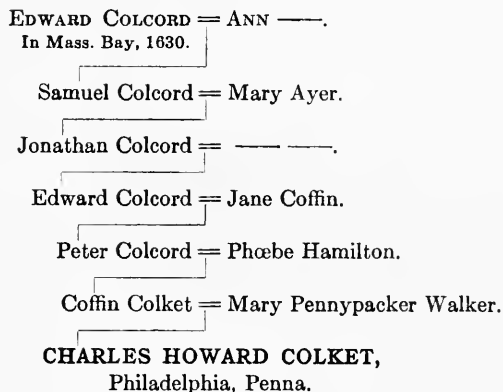 EDWARD COLCORD = ANN ——.
In Mass. Bay, 1630.
Samuel Colcord = Mary Ayer.
Jonathan Colcord = —— ——.
Edward Colcord = Jane Coffin.
Peter Colcord = Phœbe Hamilton.
Coffin Colket = Mary Pennypacker Walker.
CHARLES HOWARD COLKET,
Philadelphia, Penna.